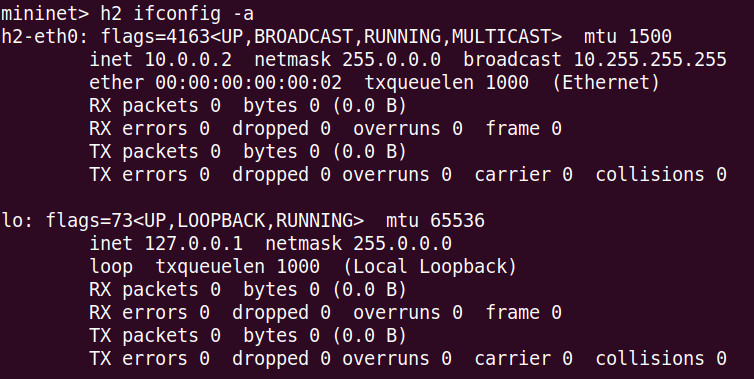 mininet> h2 ifconfig -a
h2-eth0: flags=4163<UP,BROADCAST,RUNNING,MULTICAST>  mtu 1500
        inet 10.0.0.2  netmask 255.0.0.0  broadcast 10.255.255.255
        ether 00:00:00:00:00:02  txqueuelen 1000  (Ethernet)
        RX packets 0  bytes 0 (0.0 B)
        RX errors 0  dropped 0  overruns 0  frame 0
        TX packets 0  bytes 0 (0.0 B)
        TX errors 0  dropped 0 overruns 0  carrier 0  collisions 0

lo: flags=73<UP,LOOPBACK,RUNNING>  mtu 65536
        inet 127.0.0.1  netmask 255.0.0.0
        loop  txqueuelen 1000  (Local Loopback)
        RX packets 0  bytes 0 (0.0 B)
        RX errors 0  dropped 0  overruns 0  frame 0
        TX packets 0  bytes 0 (0.0 B)
        TX errors 0  dropped 0 overruns 0  carrier 0  collisions 0